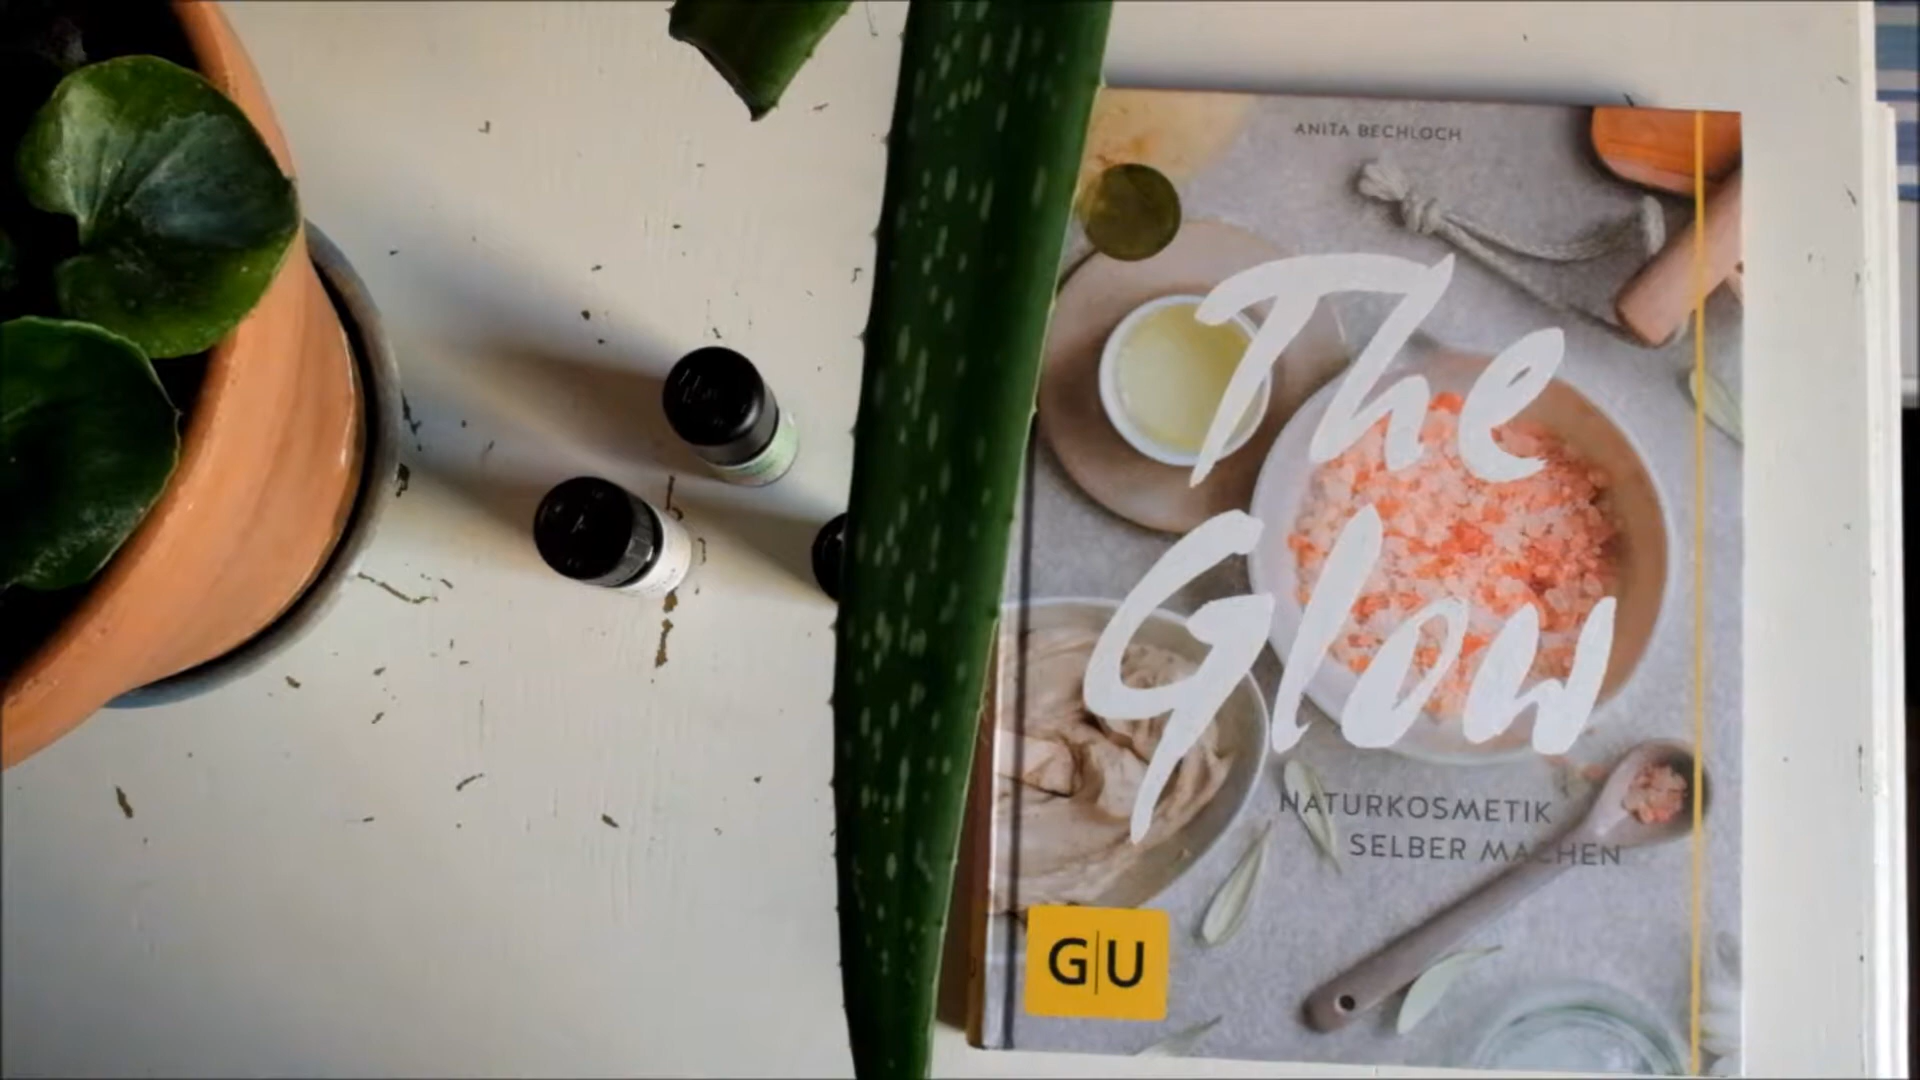 ANITA BECHLOCH
The
Glow
NATURKOSMETIK
SELBER MACHEN
G|U